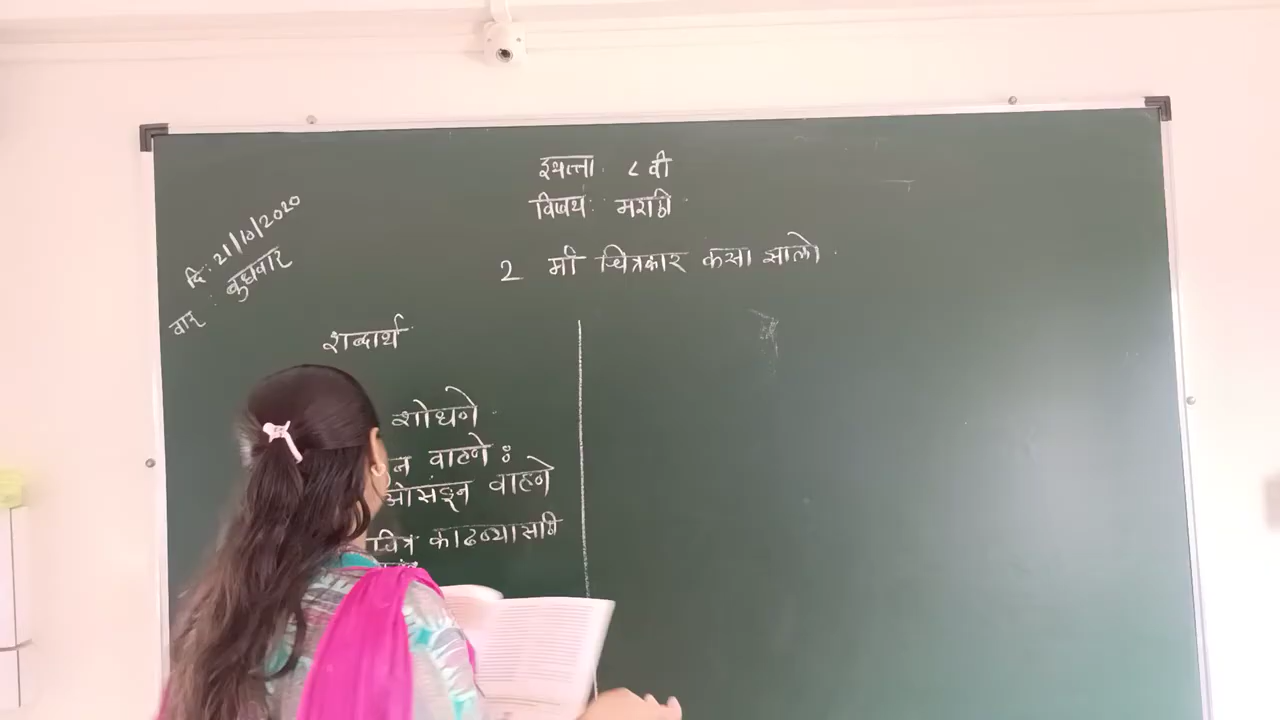 इयत्ता: ८ वी
विषय: मराठी
दि: 21/10/2020
वार: बुधवार
2 मी चित्रकार कसा झालो.
शब्दार्थ
शोधणे.
न वाहणे :
ओसंडून वाहणे
चित्र काढण्यासाठी